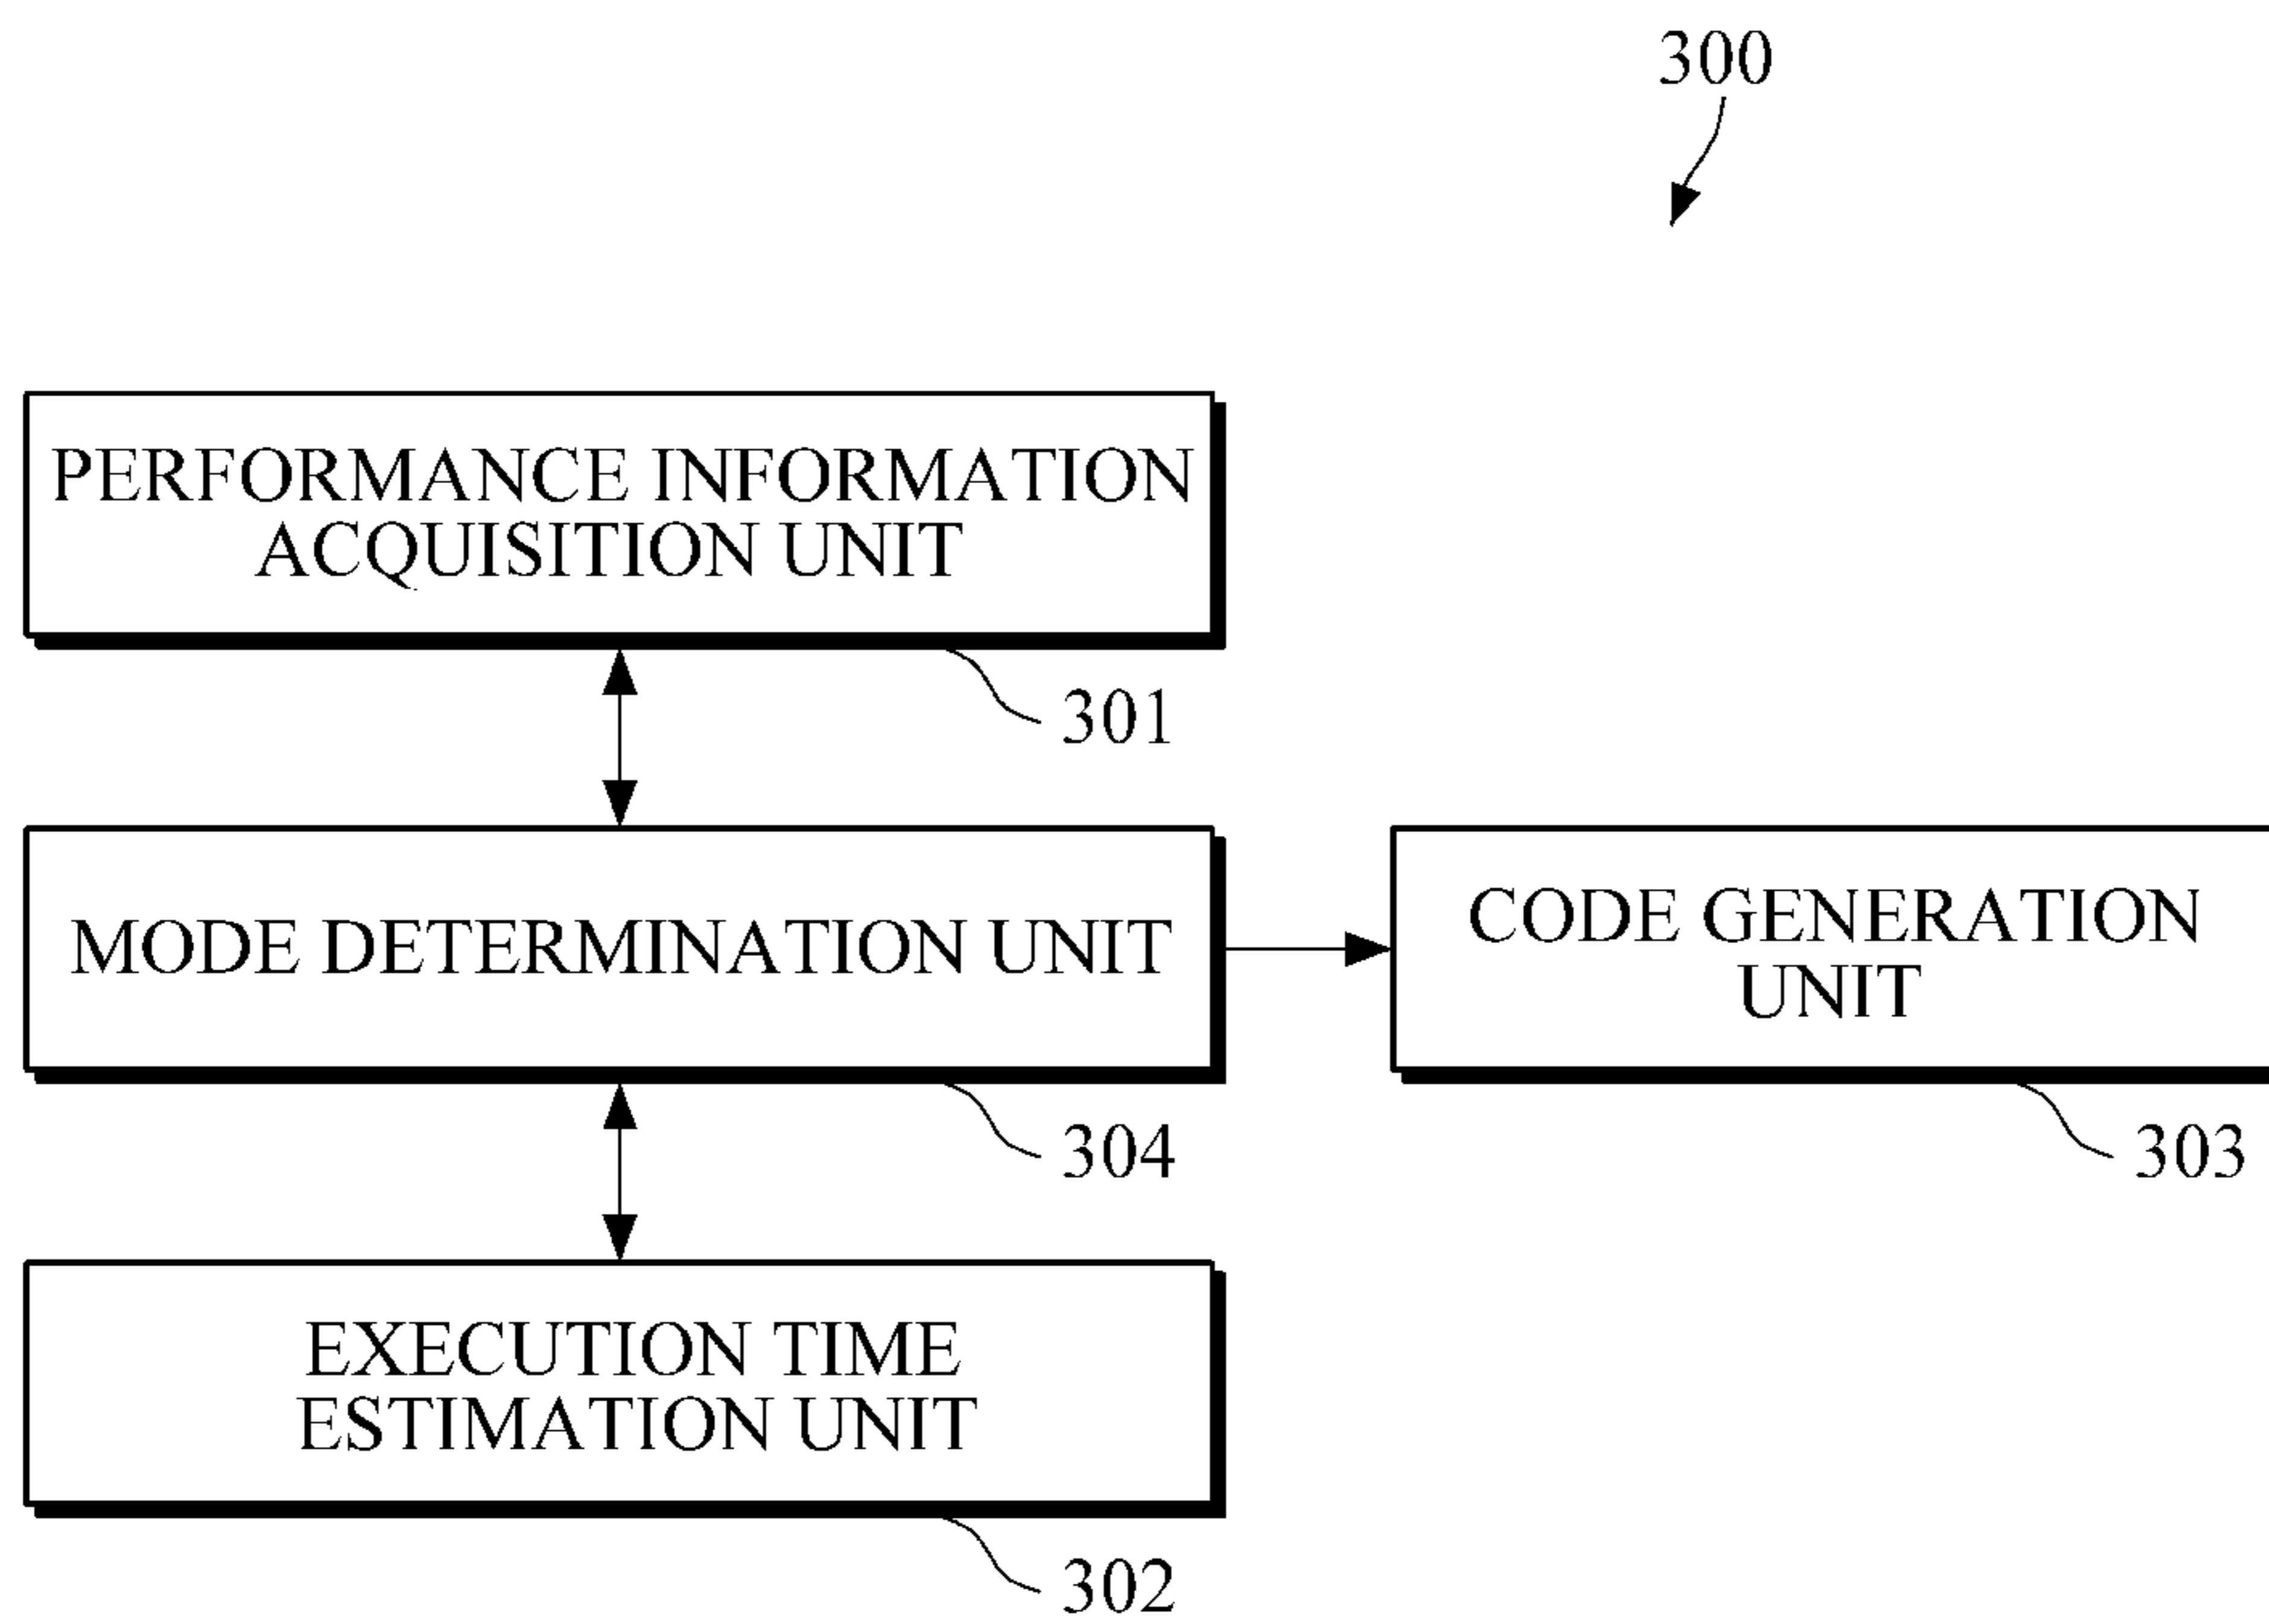 300
PERFORMANCE INFORMATION
ACQUISITION UNIT
301
MODE DETERMINATION UNIT
304
CODE GENERATION
UNIT
303
EXECUTION TIME
ESTIMATION UNIT
302